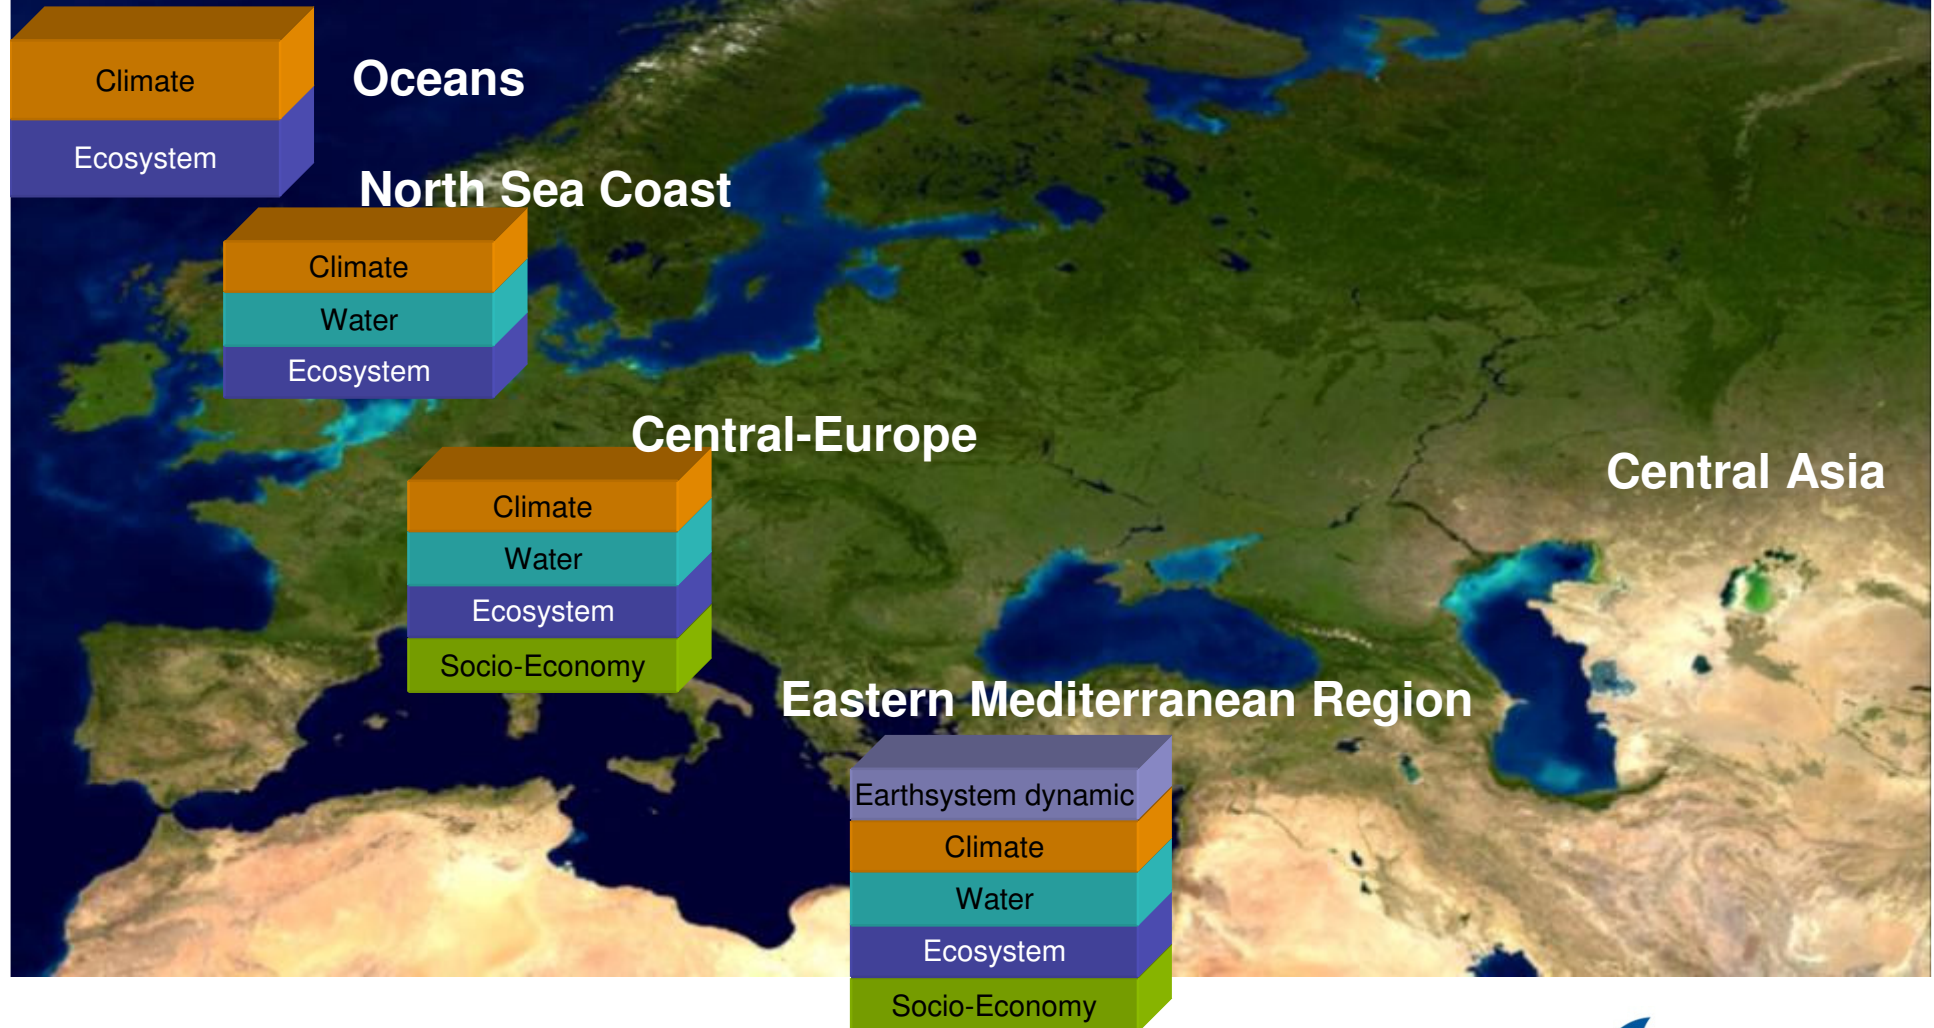 Climate
Ecosystem
Oceans
North Sea Coast
Climate
Water
Ecosystem
Central-Europe
Climate
Water
Ecosystem
Socio-Economy
Central Asia
Eastern Mediterranean Region
Earthsystem dynamic
Climate
Water
Ecosystem
Socio-Economy